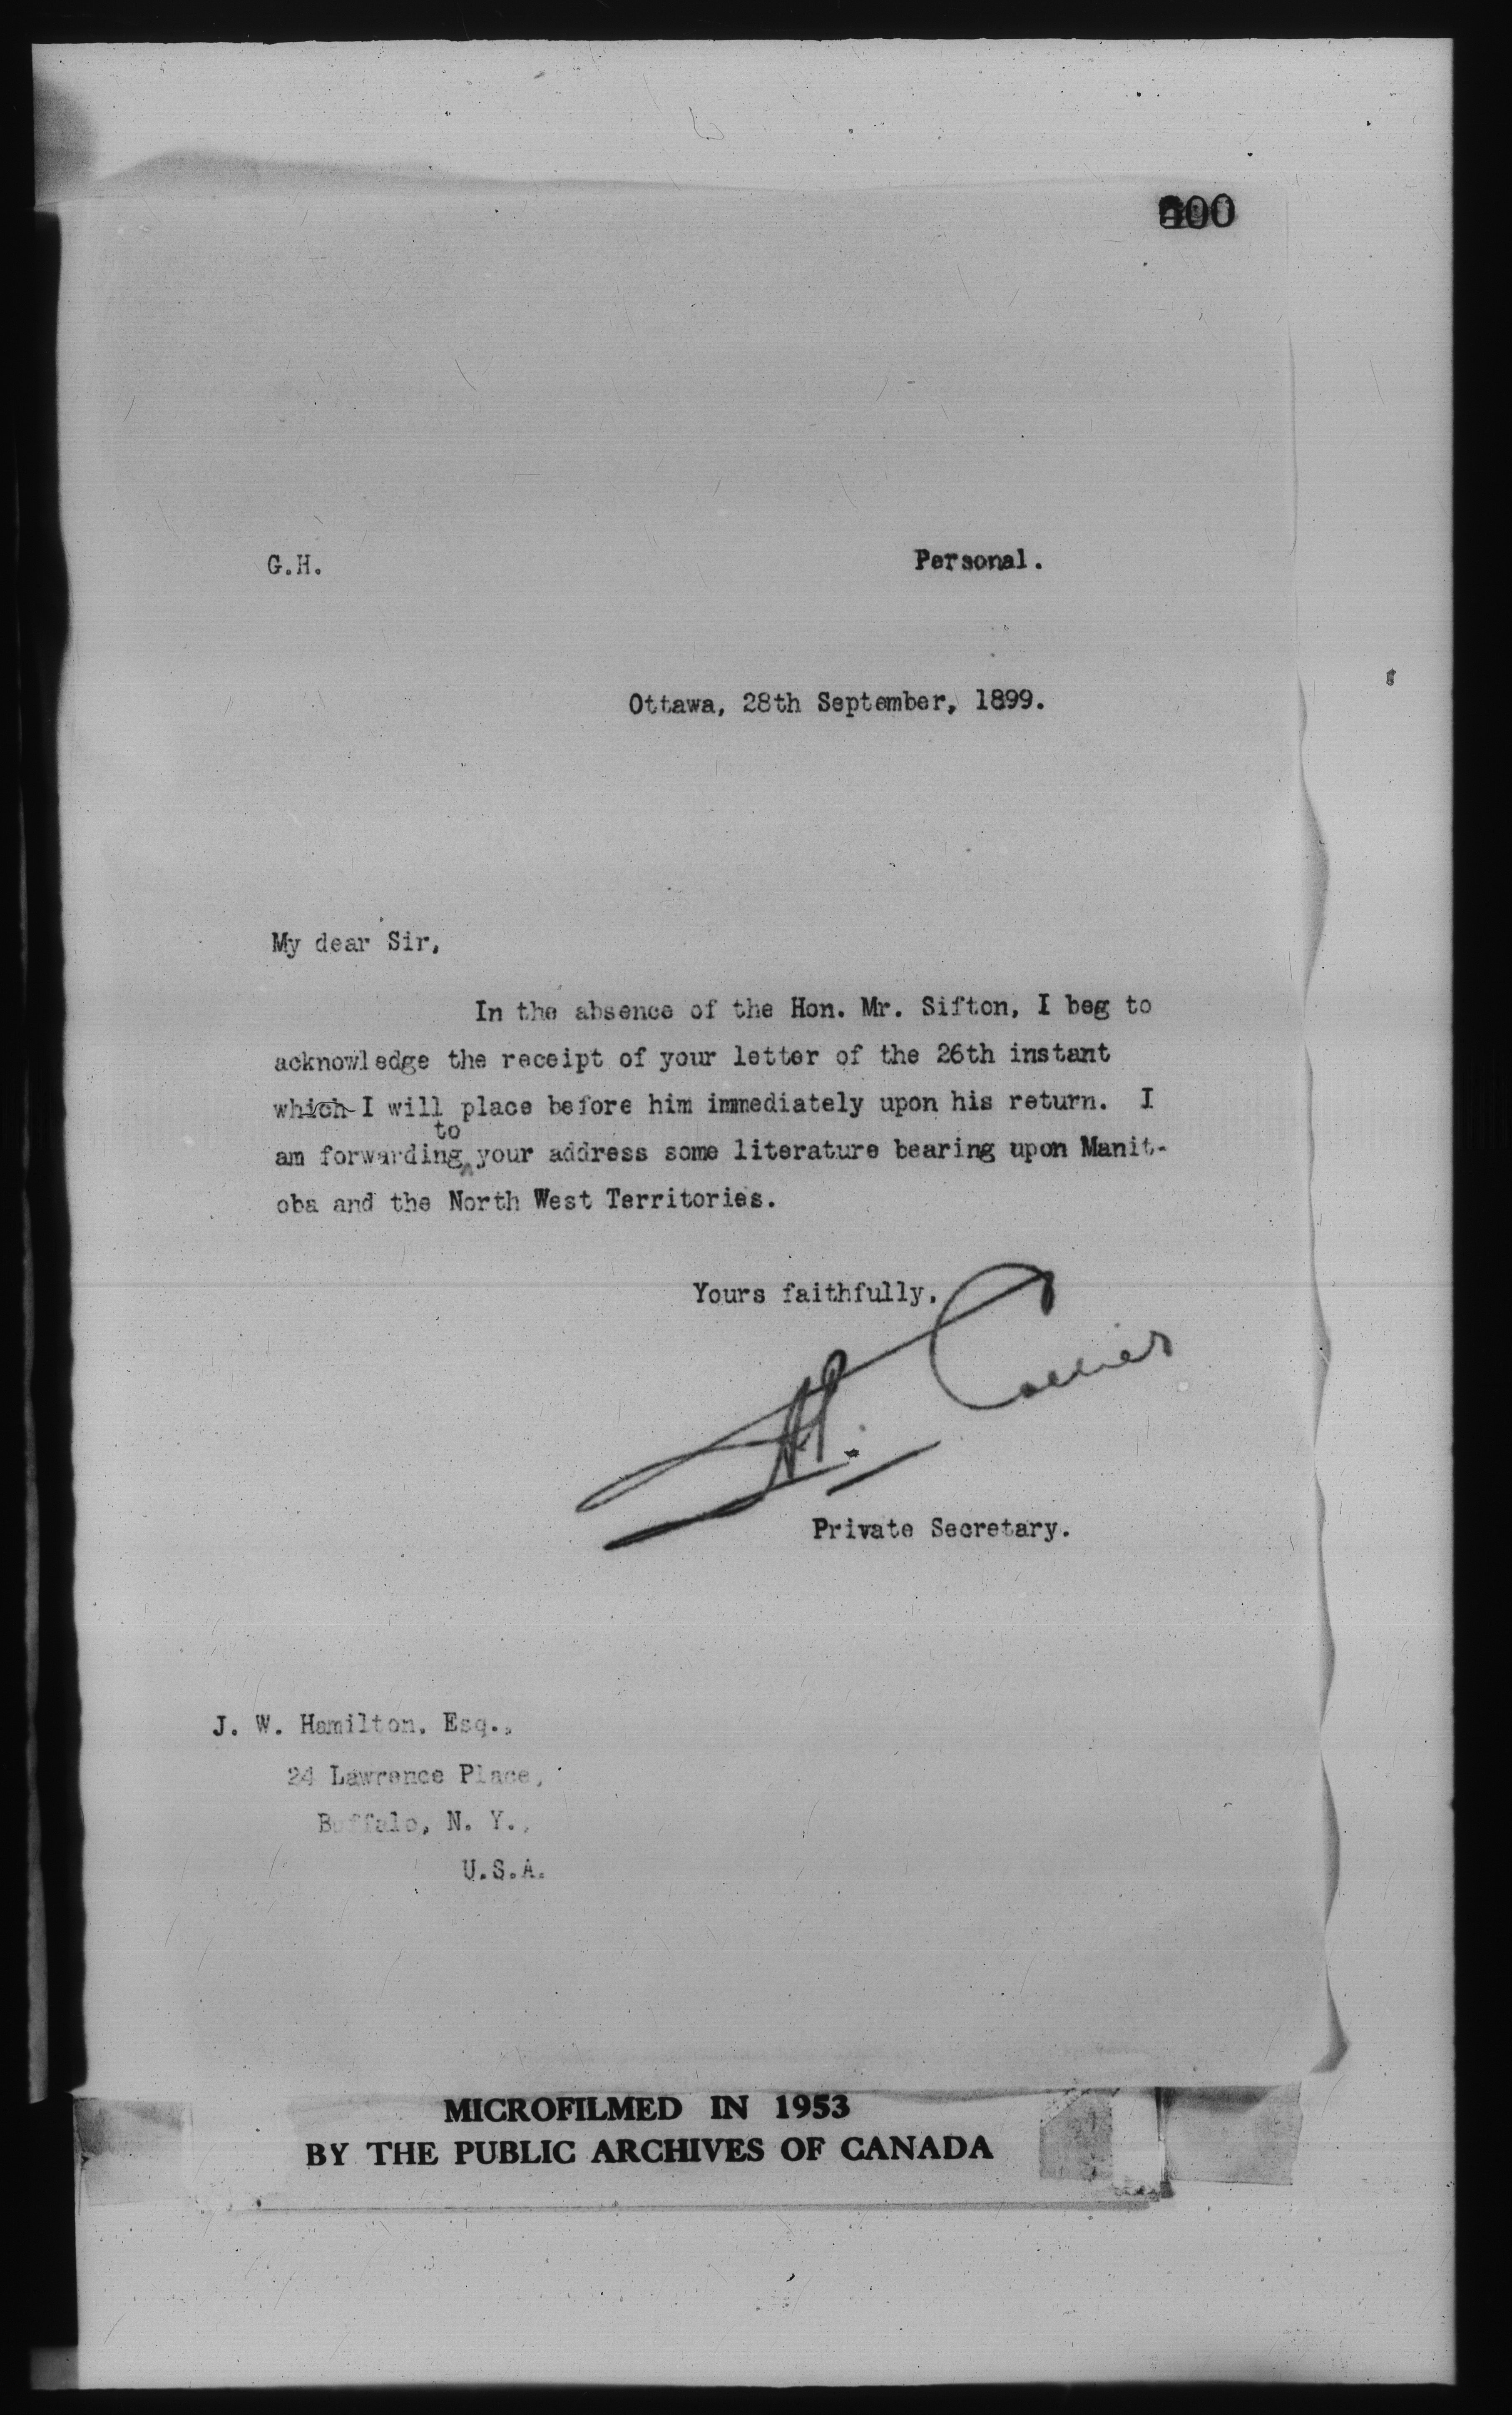 G.H.
Personal.
Ottawa, 28th September, 1899.
My dear Sir,
In the absence of the Hon. Mr. Sifton, I beg to
acknowledge the receipt of your letter of the 26th instant
which I will place before him immediately upon his return. I
to
am forwarding your address some literature bearing upon Manit-
oba and the North West Territories.
Yours faithfully,
Collier
Private Secretary.
J. W. Hamilton. Esq.,
24 Lawrence Place,
Buffalo, N. Y.,
U.S.A.
MICROFILMED IN 1953
BY THE PUBLIC ARCHIVES OF CANADA